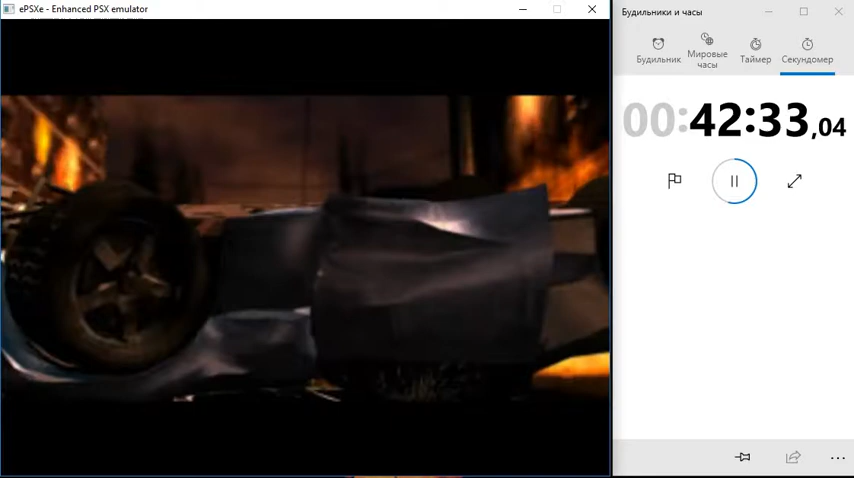 ePSXe - Enhanced PSX emulator
Будильники и часы
Будильник
Мировые
часы
Таймер
Секундомер
00:42:33,04